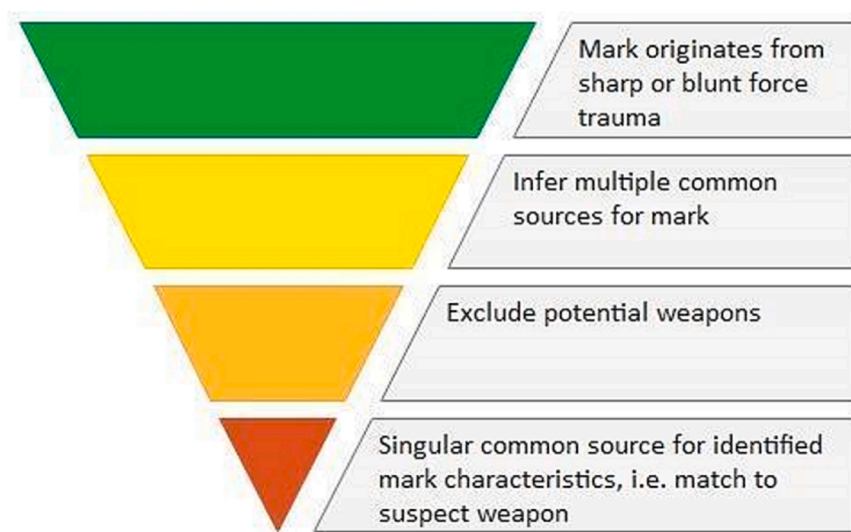 Mark originates from
sharp or blunt force
trauma
Infer multiple common
sources for mark
Exclude potential weapons
Singular common source for identified
mark characteristics, i.e. match to
suspect weapon